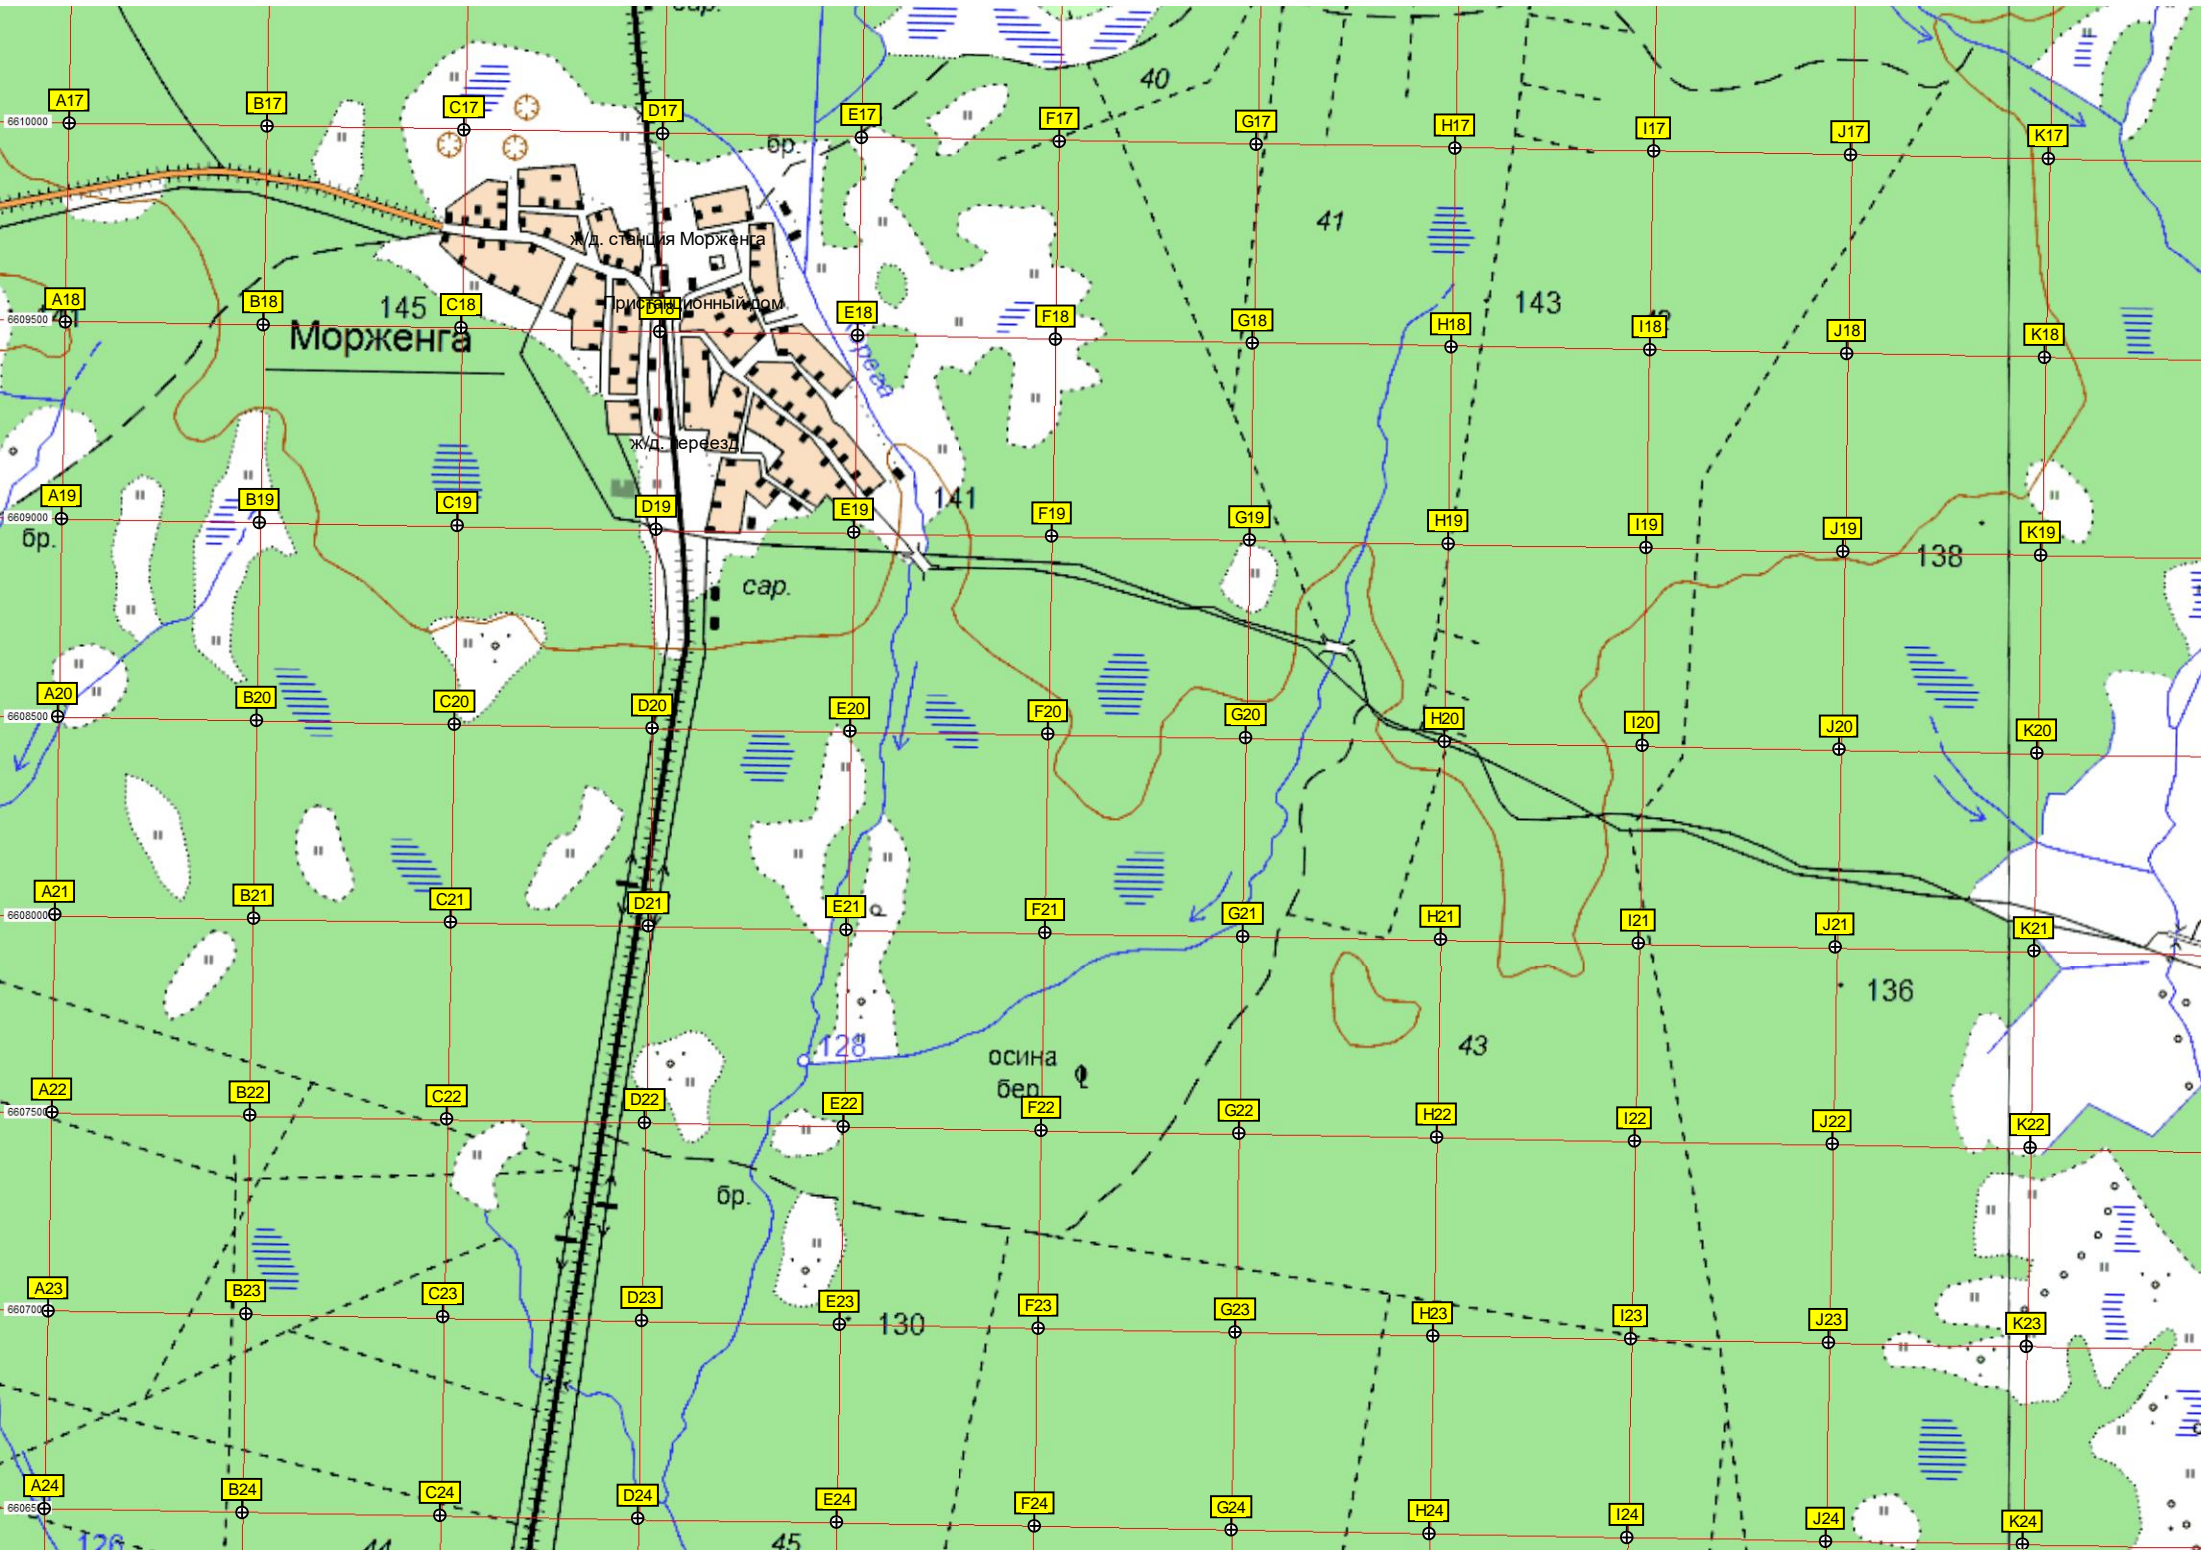 сар.
40
A17 B17 C17 D17 E17 F17 G17 H17 I17 J17 K17
6610000
бр.
41
ж/д. станция Морженга
Пристанционный дом
145
143
A18 B18 C18 D18 E18 F18 G18 H18 I18 J18 K18
6609500
Морженга
ж/д. переезд
141
A19 B19 C19 D19 E19 F19 G19 H19 I19 J19 K19
6609000
бр.
138
сар.
A20 B20 C20 D20 E20 F20 G20 H20 I20 J20 K20
6608500
A21 B21 C21 D21 E21 F21 G21 H21 I21 J21 K21
6608000
136
128
43
осина
бер.
A22 B22 C22 D22 E22 F22 G22 H22 I22 J22 K22
6607500
бр.
A23 B23 C23 D23 E23 F23 G23 H23 I23 J23 K23
660700
130
A24 B24 C24 D24 E24 F24 G24 H24 I24 J24 K24
66065
126
44
45